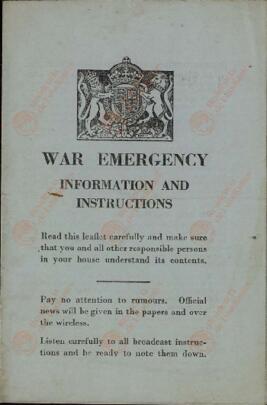 WAR EMERGENCY
INFORMATION AND
INSTRUCTIONS
Read this leaflet carefully and make sure
that you and all other responsible persons
in your house understand its contents.
Pay no attention to rumours. Official
news will be given in the papers and over
the wireless.
Listen carefully to all broadcast instruc-
tions and be ready to note them down.